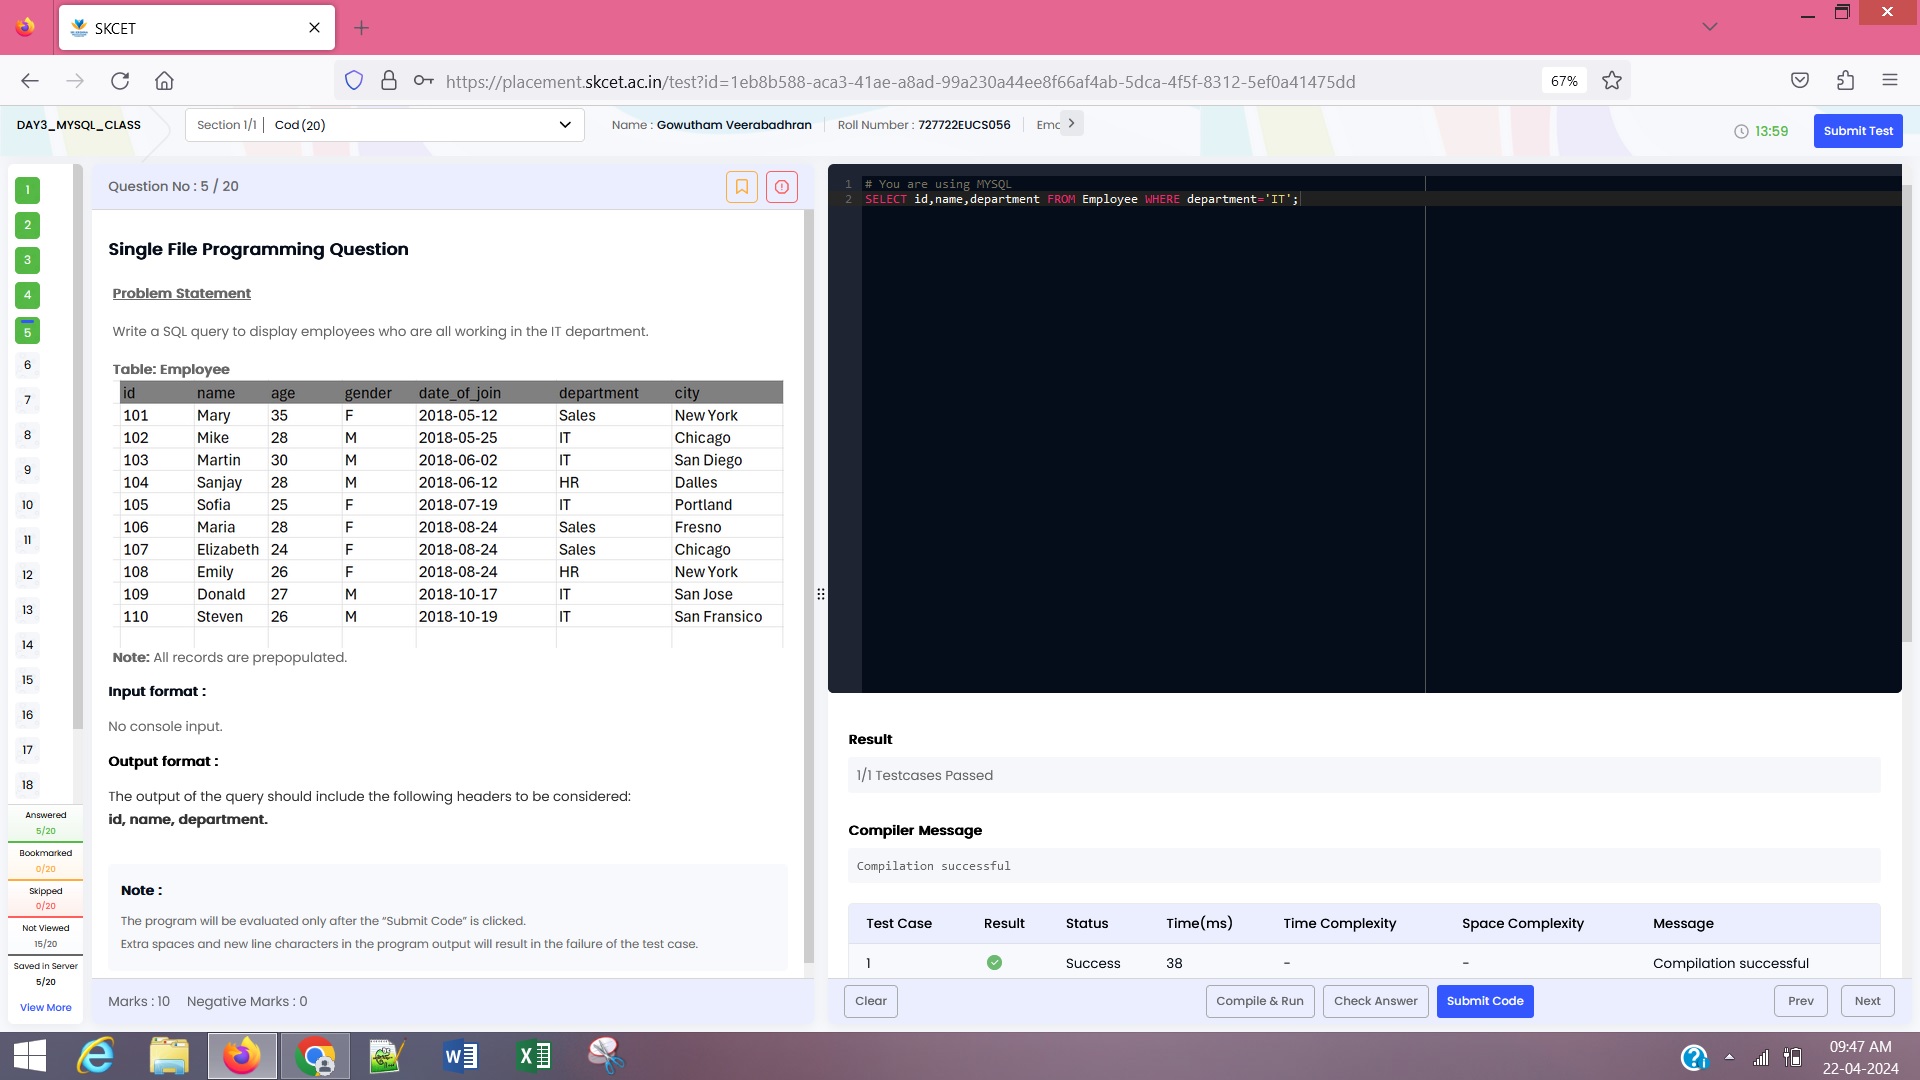 SKCET
https://placement.skcet.ac.in/test?id=1eb8b588-aca3-41ae-a8ad-99a230a44ee8f66af4ab-5dca-4f5f-8312-5ef0a41475dd
67%
DAY3_MYSQL_CLASS
Section 1/1 | Cod (20)
Name : Gowutham Veerabadhran
Roll Number : 727722EUCS056
Emc
13:59
Submit Test
1
2
3
4
5
6
7
8
9
10
11
12
13
14
15
16
17
18
Answered
5/20
Bookmarked
0/20
Skipped
0/20
Not Viewed
15/20
Saved in Server
5/20
View More
Question No : 5 / 20
Single File Programming Question
Problem Statement
Write a SQL query to display employees who are all working in the IT department.
Table: Employee
id name age gender date_of_join department city
101 Mary 35 F 2018-05-12 Sales New York
102 Mike 28 M 2018-05-25 IT Chicago
103 Martin 30 M 2018-06-02 IT San Diego
104 Sanjay 28 M 2018-06-12 HR Dalles
105 Sofia 25 F 2018-07-19 IT Portland
106 Maria 28 F 2018-08-24 Sales Fresno
107 Elizabeth 24 F 2018-08-24 Sales Chicago
108 Emily 26 F 2018-08-24 HR New York
109 Donald 27 M 2018-10-17 IT San Jose
110 Steven 26 M 2018-10-19 IT San Fransico
Note: All records are prepopulated.
Input format :
No console input.
Output format :
The output of the query should include the following headers to be considered:
id, name, department.
Note :
The program will be evaluated only after the “Submit Code” is clicked.
Extra spaces and new line characters in the program output will result in the failure of the test case.
Marks : 10 Negative Marks : 0
1 # You are using MYSQL
2 SELECT id,name,department FROM Employee WHERE department='IT';
Result
1/1 Testcases Passed
Compiler Message
Compilation successful
Test Case Result Status Time(ms) Time Complexity Space Complexity Message
1 Success 38 - - Compilation successful
Clear
Compile & Run
Check Answer
Submit Code
Prev
Next
09:47 AM
22-04-2024